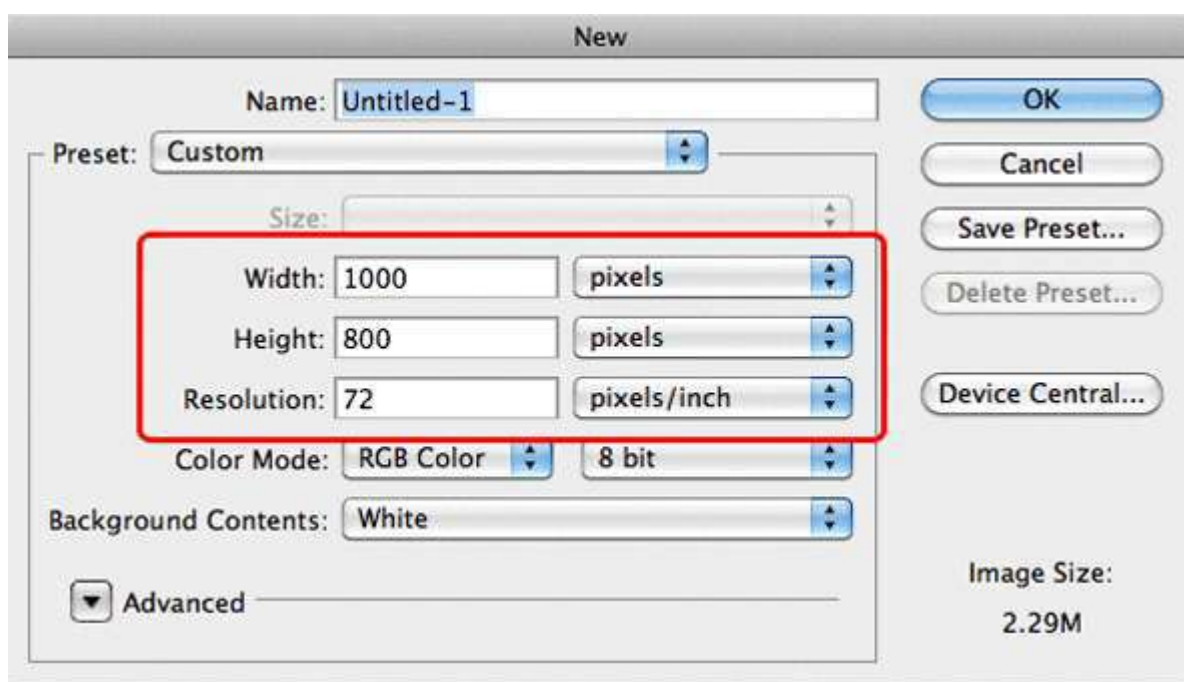 New
Name: Untitled-1
OK
Preset: Custom
Cancel
Size:
Save Preset...
Width: 1000 pixels
Delete Preset...
Height: 800 pixels
Resolution: 72 pixels/inch
Device Central...
Color Mode: RGB Color 8 bit
Background Contents: White
Image Size:
2.29M
Advanced